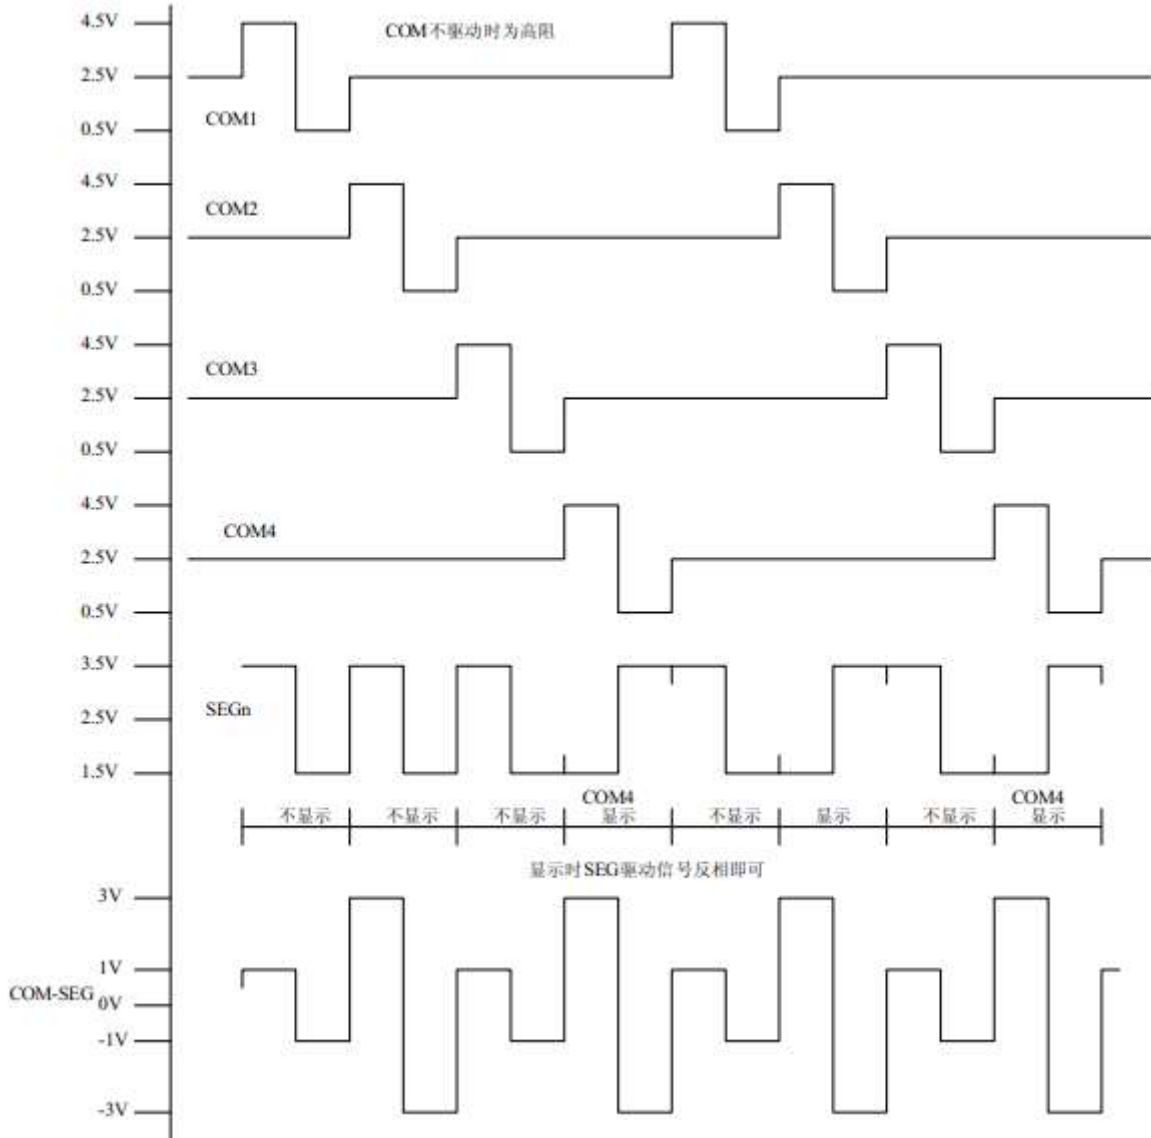 4.5V
COM 不驱动时为高阻
2.5V
COM1
0.5V
4.5V
COM2
2.5V
0.5V
4.5V
COM3
2.5V
0.5V
4.5V
COM4
2.5V
0.5V
3.5V
SEGn
2.5V
1.5V
COM4 COM4
不显示 不显示 不显示 显示 不显示 显示 不显示 显示
显示时SEG驱动信号反相即可
3V
1V
COM-SEG 0V
-1V
-3V